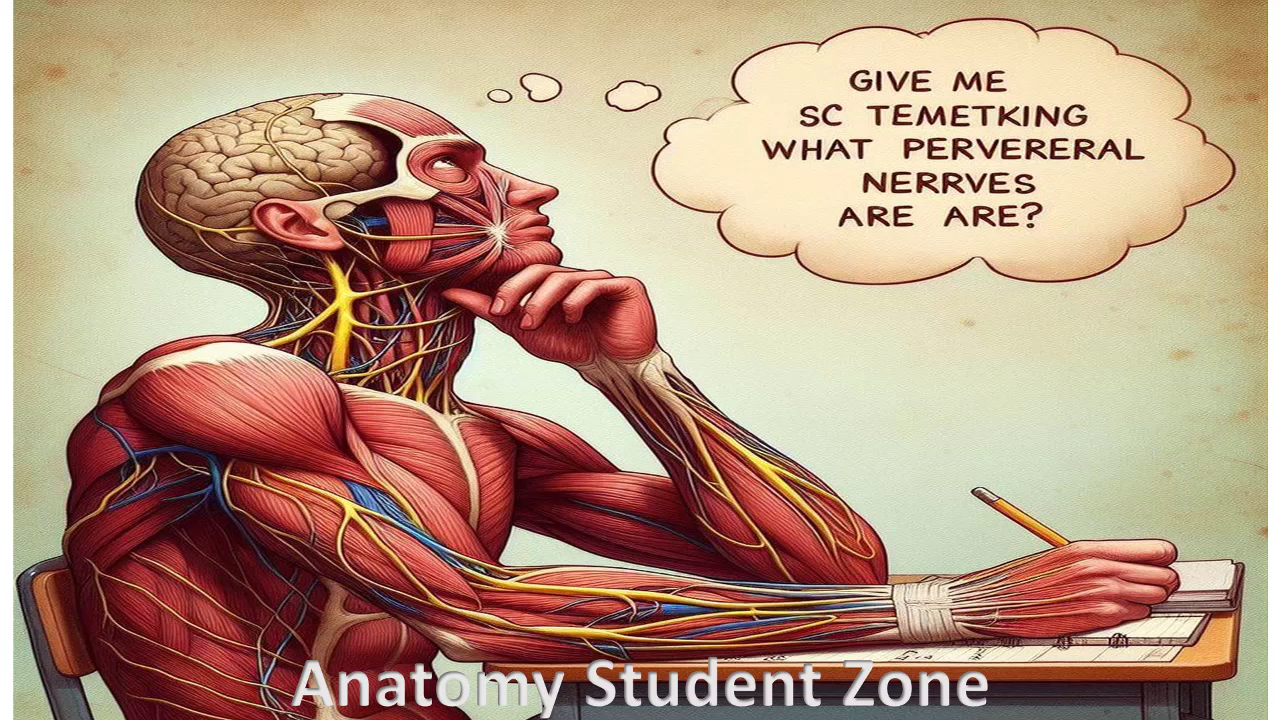 GIVE ME
SC TEMETKING
WHAT PERVERERAL
NERRVES
ARE ARE?
Anatomy Student Zone